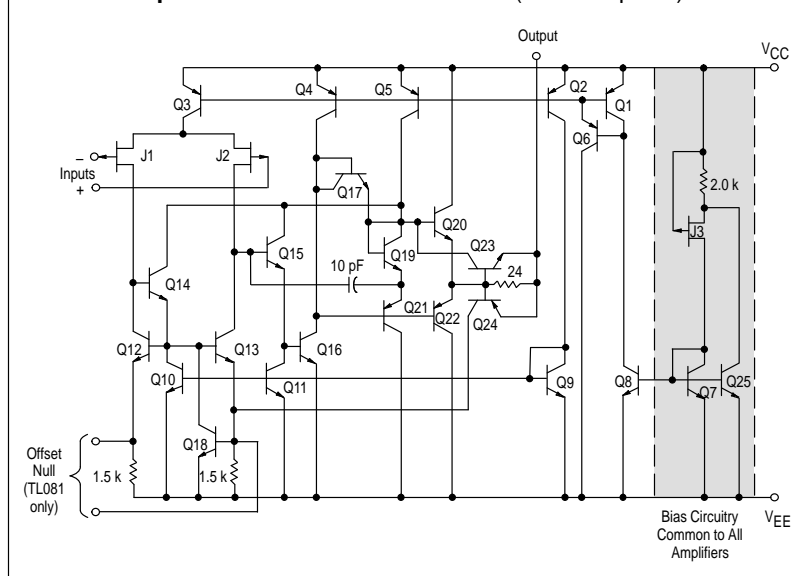 Output
VCC
Q3
Q4
Q5
Q2
Q1
Q6
–
Inputs
+
J1
J2
Q17
2.0 k
J3
Q14
Q15
Q20
Q19
Q23
10 pF
24
Q21
Q22
Q24
Q12
Q13
Q16
Q10
Q11
Q9
Q8
Q7
Q25
Q18
Offset
Null
(TL081
only)
1.5 k
1.5 k
VEE
Bias Circuitry
Common to All
Amplifiers